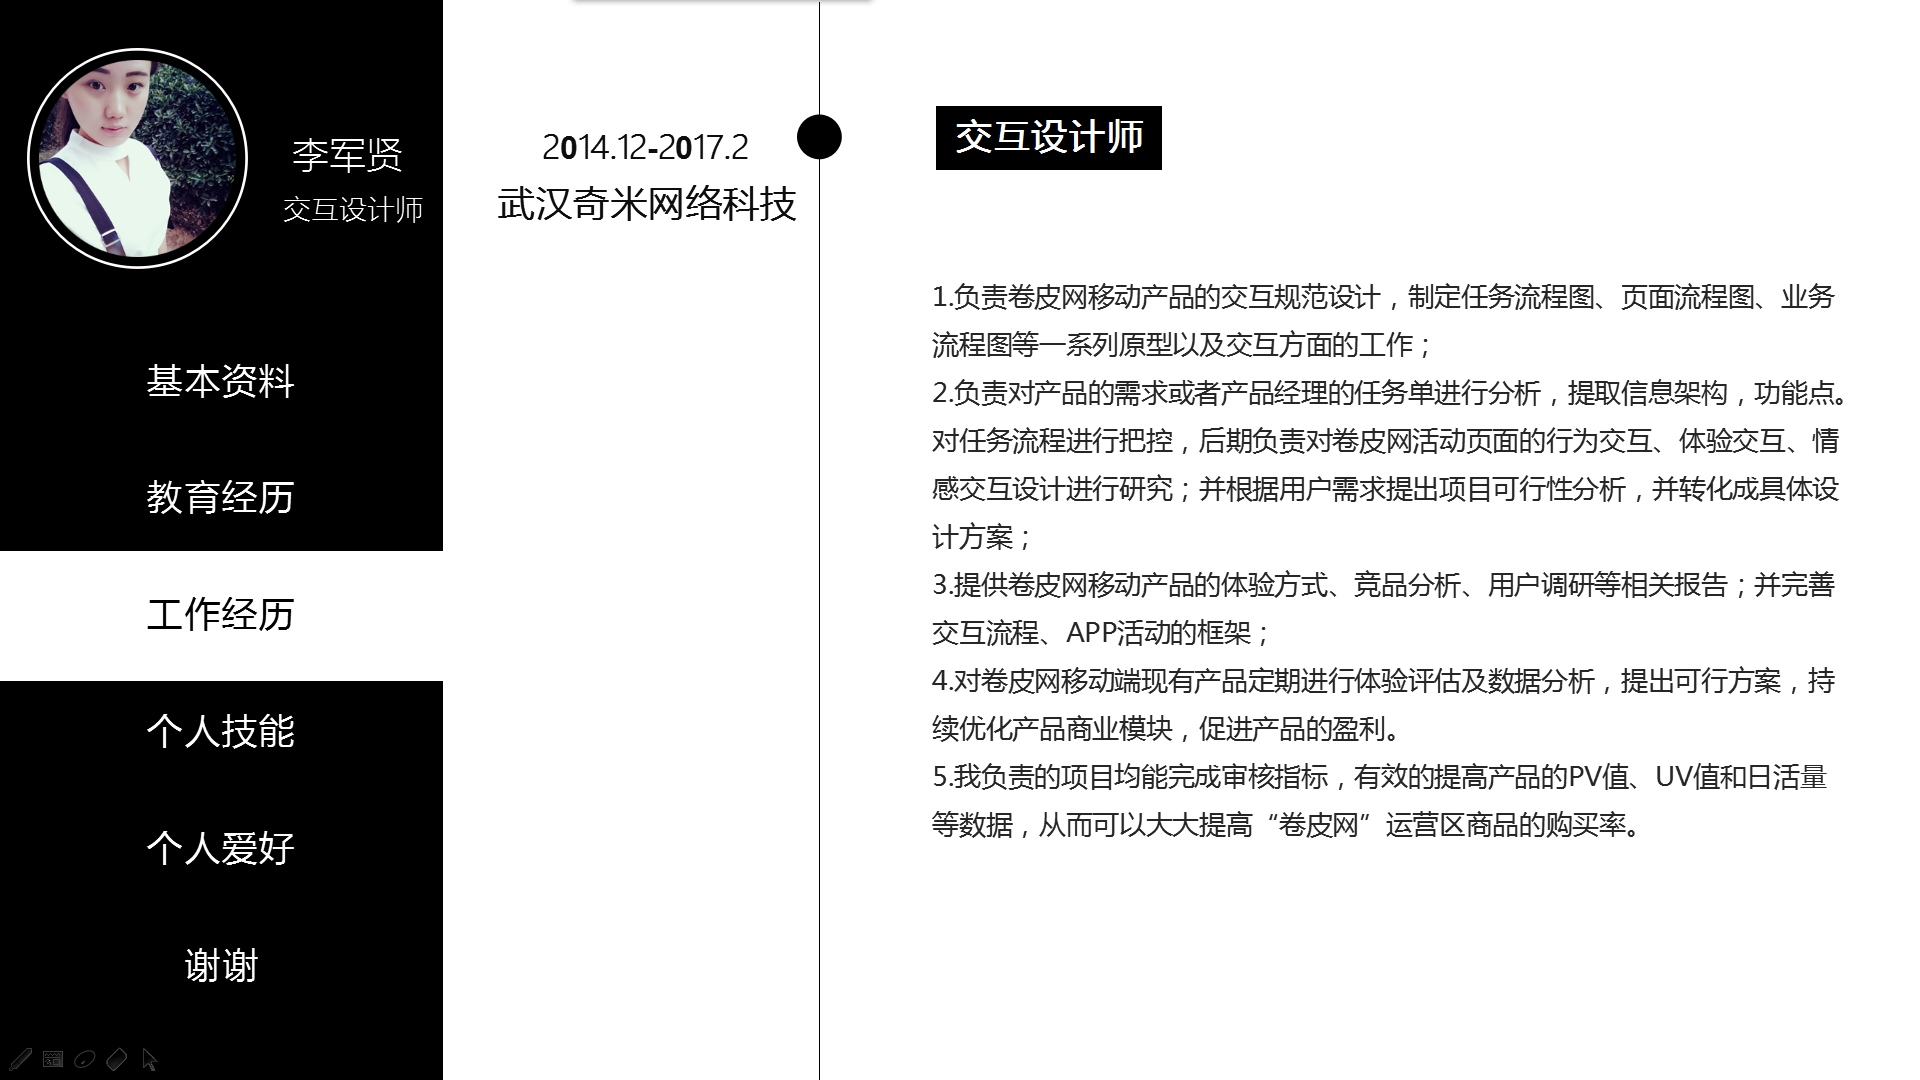 李军贤
交互设计师
基本资料
教育经历
工作经历
个人技能
个人爱好
谢谢
2014.12-2017.2
武汉奇米网络科技
交互设计师
1.负责卷皮网移动产品的交互规范设计，制定任务流程图、页面流程图、业务
流程图等一系列原型以及交互方面的工作；
2.负责对产品的需求或者产品经理的任务单进行分析，提取信息架构，功能点。
对任务流程进行把控，后期负责对卷皮网活动页面的行为交互、体验交互、情
感交互设计进行研究；并根据用户需求提出项目可行性分析，并转化成具体设
计方案；
3.提供卷皮网移动产品的体验方式、竞品分析、用户调研等相关报告；并完善
交互流程、APP活动的框架；
4.对卷皮网移动端现有产品定期进行体验评估及数据分析，提出可行方案，持
续优化产品商业模块，促进产品的盈利。
5.我负责的项目均能完成审核指标，有效的提高产品的PV值、UV值和日活量
等数据，从而可以大大提高“卷皮网”运营区商品的购买率。